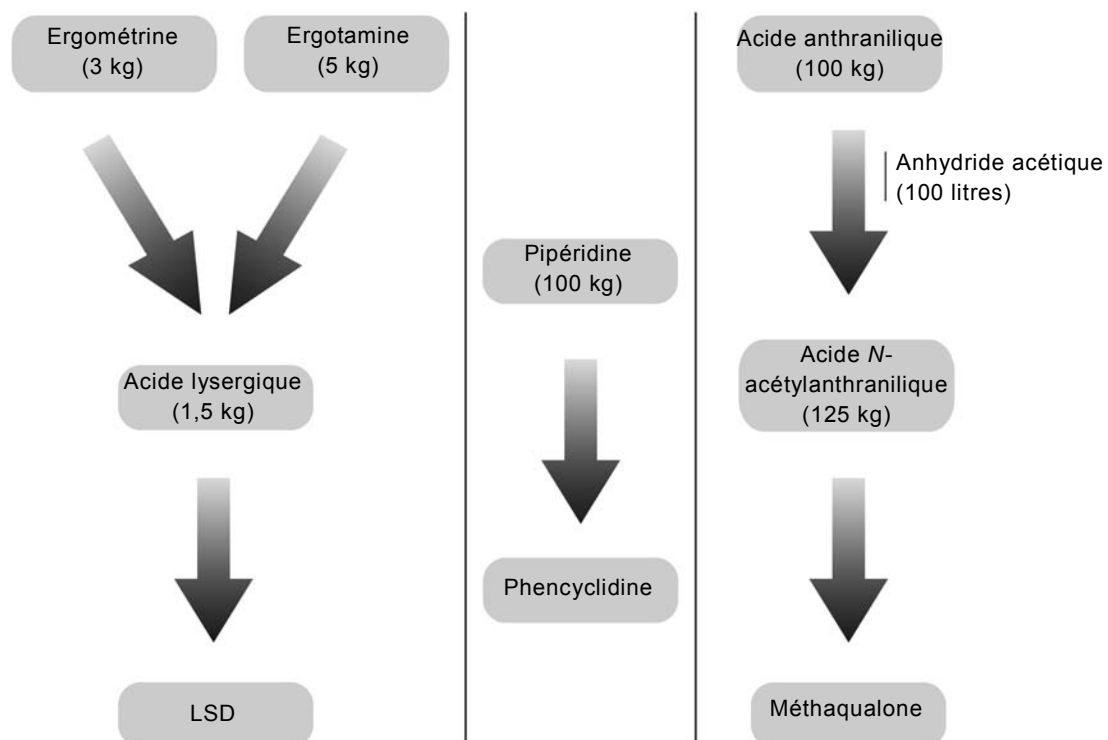 Ergométrine
(3 kg)
Ergotamine
(5 kg)
Acide lysergique
(1,5 kg)
LSD
Pipéridine
(100 kg)
Phencyclidine
Acide anthranilique
(100 kg)
Anhydride acétique
(100 litres)
Acide N-
acétylanthranilique
(125 kg)
Méthaqualone